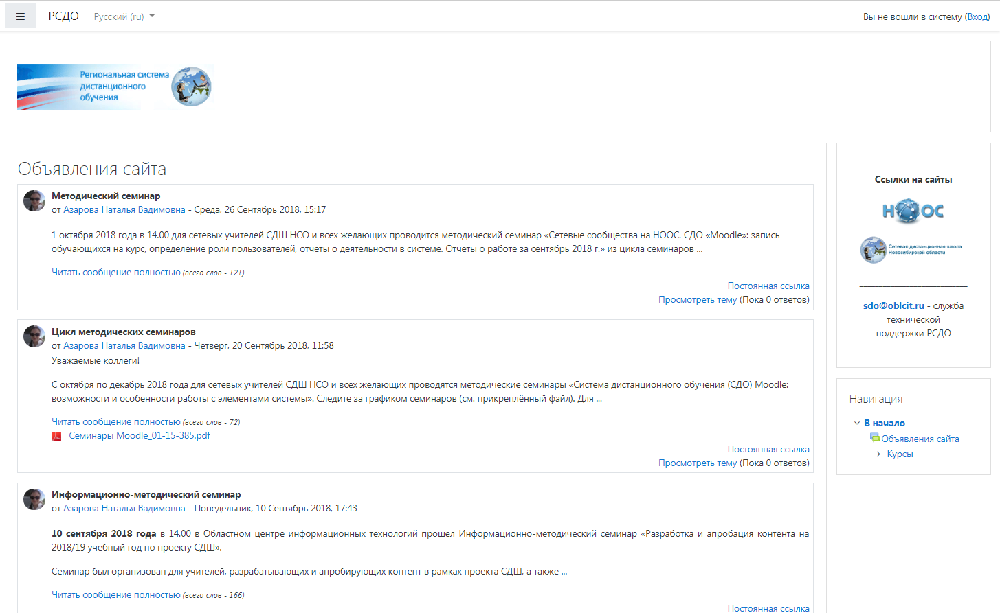 РСДО Русский (ru) Вы не вошли в систему (Вход)
Региональная система
дистанционного
обучения
Объявления сайта
Методический семинар
от Азарова Наталья Вадимовна - Среда, 26 Сентябрь 2018, 15:17
1 октября 2018 года в 14.00 для сетевых учителей СДШ НСО и всех желающих проводится методический семинар «Сетевые сообщества на НООС. СДО «Moodle»: запись
обучающихся на курс, определение роли пользователей, отчёты о деятельности в системе. Отчёты о работе за сентябрь 2018 г.» из цикла семинаров ...
Читать сообщение полностью (всего слов - 121)
Постоянная ссылка
Просмотреть тему (Пока 0 ответов)
Цикл методических семинаров
от Азарова Наталья Вадимовна - Четверг, 20 Сентябрь 2018, 11:58
Уважаемые коллеги!
С октября по декабрь 2018 года для сетевых учителей СДШ НСО и всех желающих проводятся методические семинары «Система дистанционного обучения (СДО) Moodle:
возможности и особенности работы с элементами системы». Следите за графиком семинаров (см. прикреплённый файл). Для ...
Читать сообщение полностью (всего слов - 72)
Семинары Moodle_01-15-385.pdf
Постоянная ссылка
Просмотреть тему (Пока 0 ответов)
Информационно-методический семинар
от Азарова Наталья Вадимовна - Понедельник, 10 Сентябрь 2018, 17:43
10 сентября 2018 года в 14.00 в Областном центре информационных технологий прошёл Информационно-методический семинар «Разработка и апробация контента на
2018/19 учебный год по проекту СДШ».
Семинар был организован для учителей, разрабатывающих и апробирующих контент в рамках проекта СДШ, а также ...
Читать сообщение полностью (всего слов - 166)
Постоянная ссылка
Ссылки на сайты
НООС
Сетевая дистанционная школа
Новосибирской области
sdo@oblcit.ru - служба
технической
поддержки РСДО
Навигация
В начало
Объявления сайта
Курсы